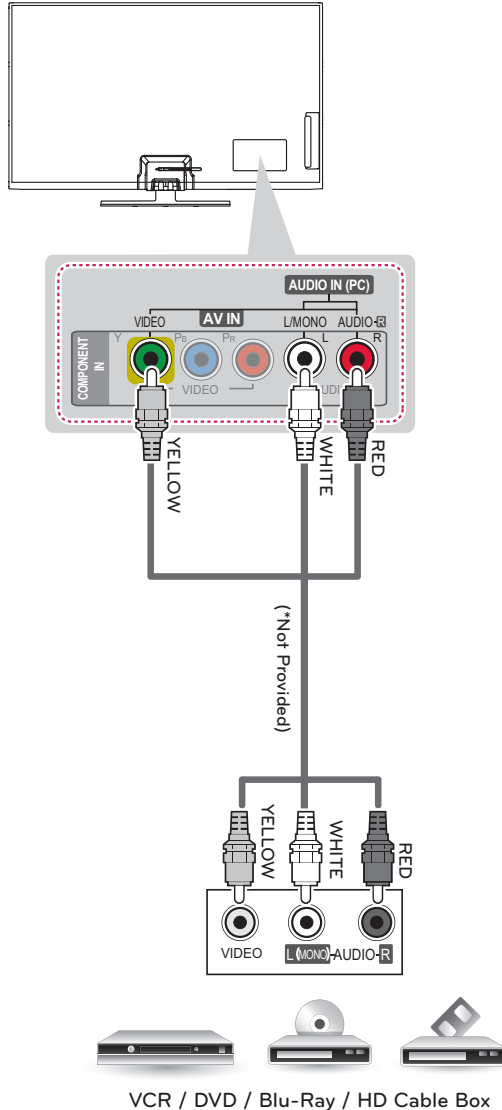 AUDIO IN (PC)
VIDEO AV IN L/MONO AUDIO-R
COMPONENT IN
Y PB PR L R
VIDEO
YELLOW
WHITE
RED
(*Not Provided)
YELLOW
WHITE
RED
VIDEO L(MONO)-AUDIO-R
VCR / DVD / Blu-Ray / HD Cable Box